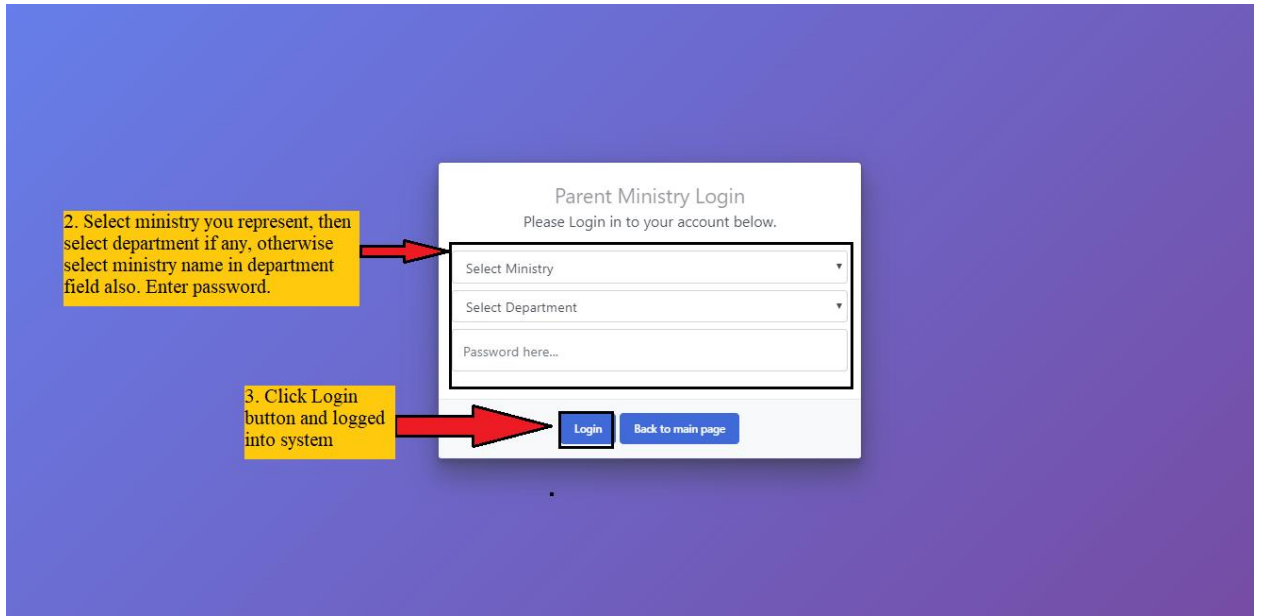 Parent Ministry Login
Please Login in to your account below.
2. Select ministry you represent, then
select department if any, otherwise
select ministry name in department
field also. Enter password.
Select Ministry
Select Department
Password here...
3. Click Login
button and logged
into system
Login
Back to main page